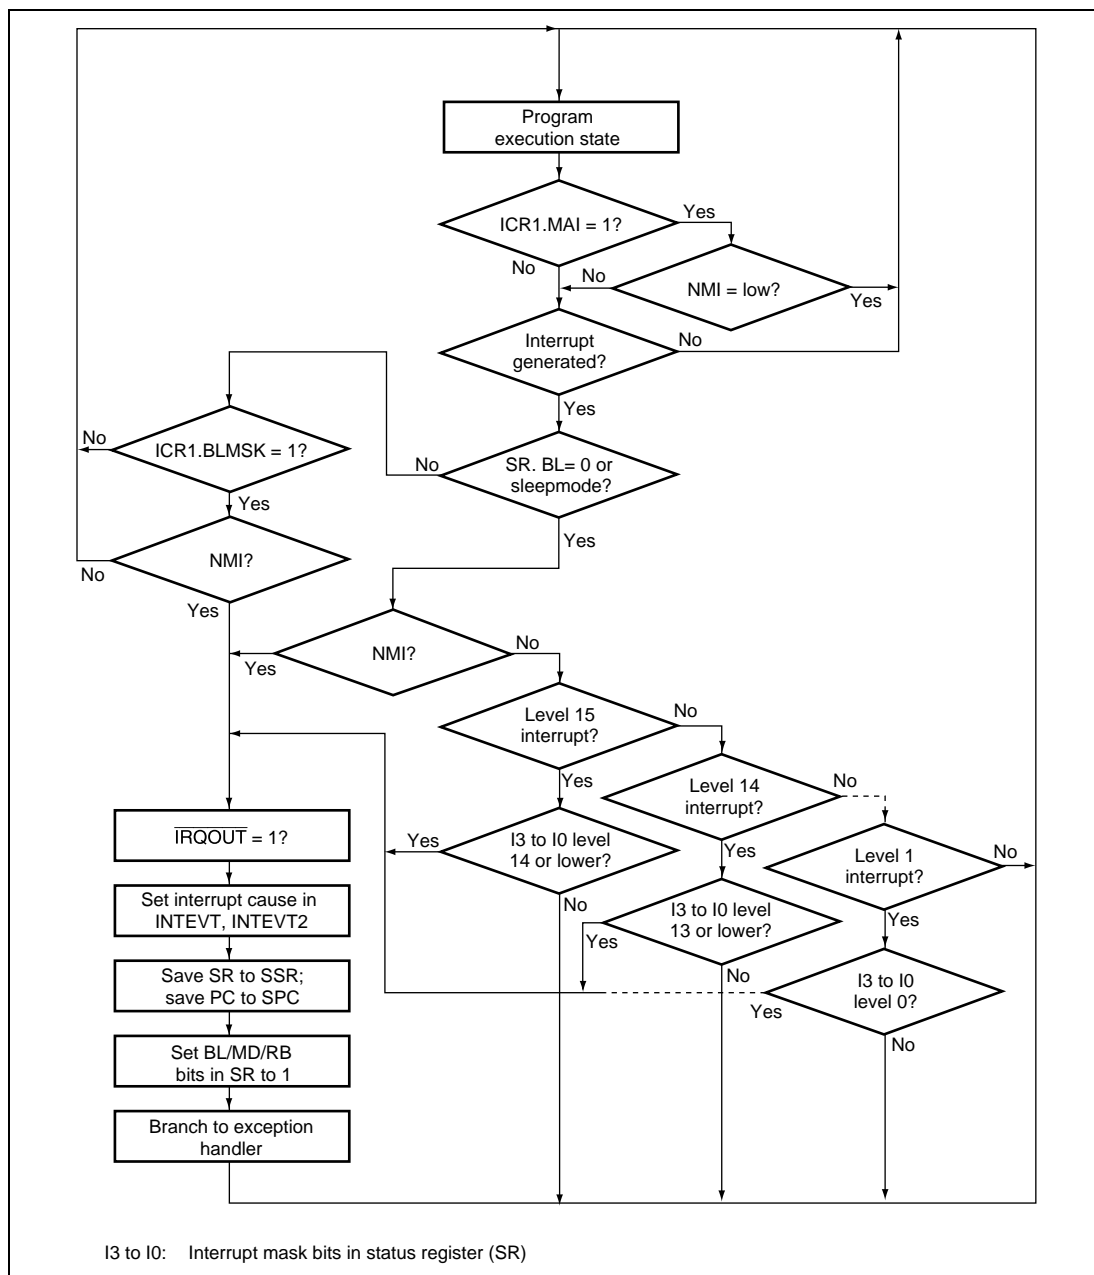 Program
execution state
ICR1.MAI = 1?
Yes
No
NMI = low?
No
Yes
Interrupt
generated?
No
Yes
ICR1.BLMSK = 1?
No
Yes
SR. BL= 0 or
sleepmode?
No
Yes
NMI?
No
Yes
NMI?
Yes
No
Level 15
interrupt?
No
Yes
Level 14
interrupt?
No
Yes
Level 1
interrupt?
No
Yes
I3 to I0 level
14 or lower?
Yes
No
I3 to I0 level
13 or lower?
Yes
No
I3 to I0
level 0?
Yes
No
IRQOUT = 1?
Set interrupt cause in
INTEVT, INTEVT2
Save SR to SSR;
save PC to SPC
Set BL/MD/RB
bits in SR to 1
Branch to exception
handler
I3 to I0: Interrupt mask bits in status register (SR)